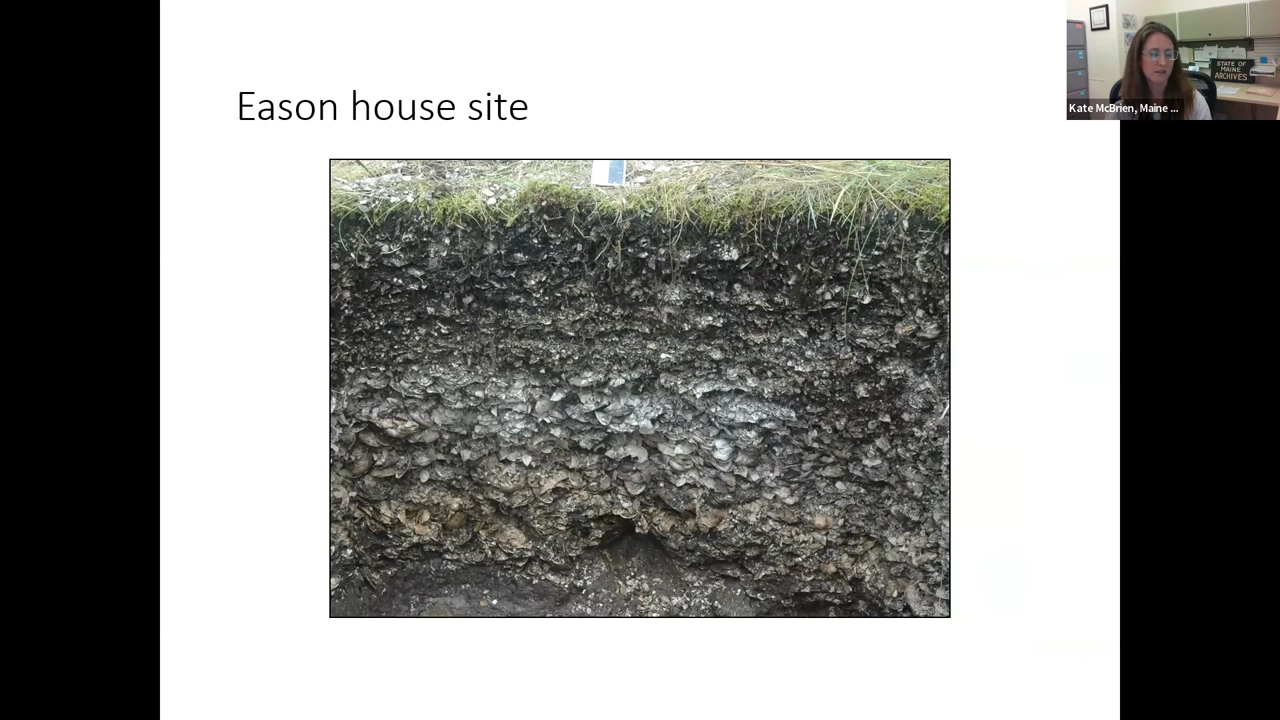 Eason house site
STATE OF
MAINE
ARCHIVES
Kate McBrien, Maine ...